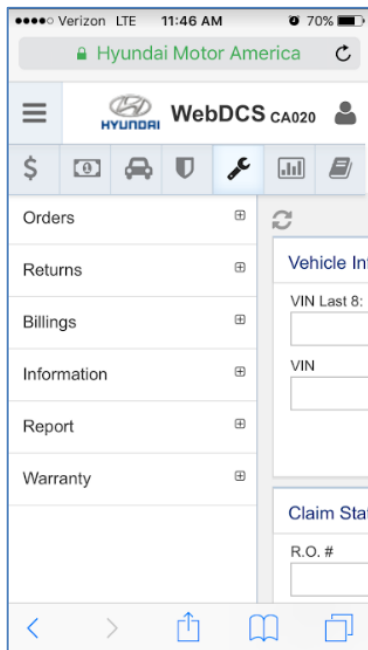 Verizon LTE 11:46 AM 70%
Hyundai Motor America
HYUNDAI WebDCS CA020
Orders
Returns
Vehicle Inf
VIN Last 8:
Billings
Information
VIN
Report
Warranty
Claim Sta
R.O. #